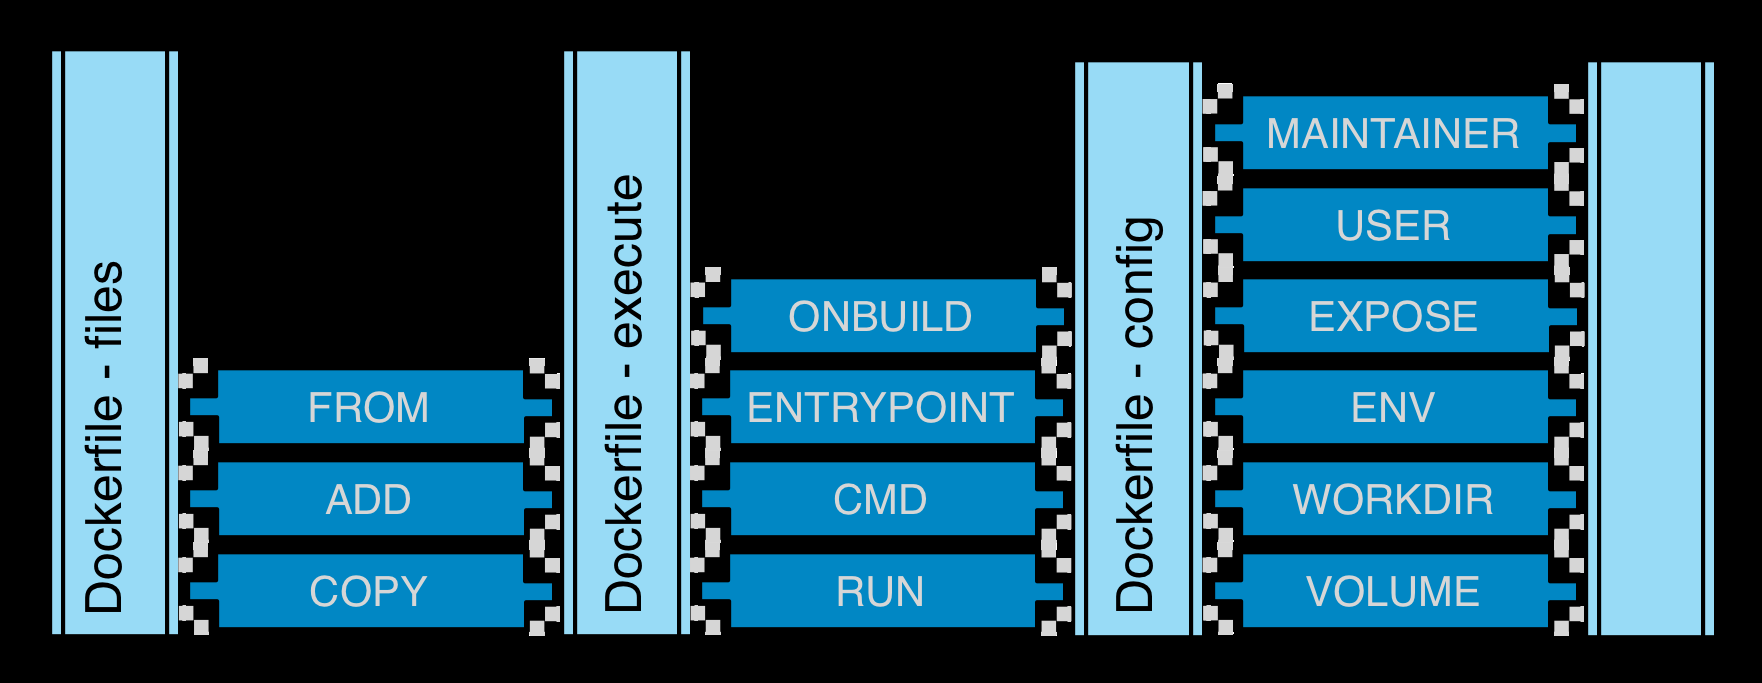 Dockerfile - files
FROM
ADD
COPY
Dockerfile - execute
ONBUILD
ENTRYPOINT
CMD
RUN
Dockerfile - config
MAINTAINER
USER
EXPOSE
ENV
WORKDIR
VOLUME